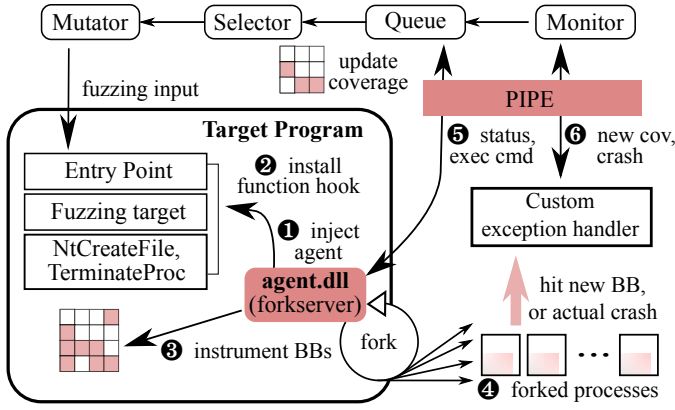 Mutator
Selector
Queue
Monitor
update
coverage
fuzzing input
PIPE
Target Program
❺ status,
exec cmd
❻ new cov,
crash
Entry Point
Fuzzing target
NtCreateFile,
TerminateProc
❷ install
function hook
❶ inject
agent
Custom
exception handler
agent.dll
(forkserver)
hit new BB,
or actual crash
fork
❸ instrument BBs
...
❹ forked processes